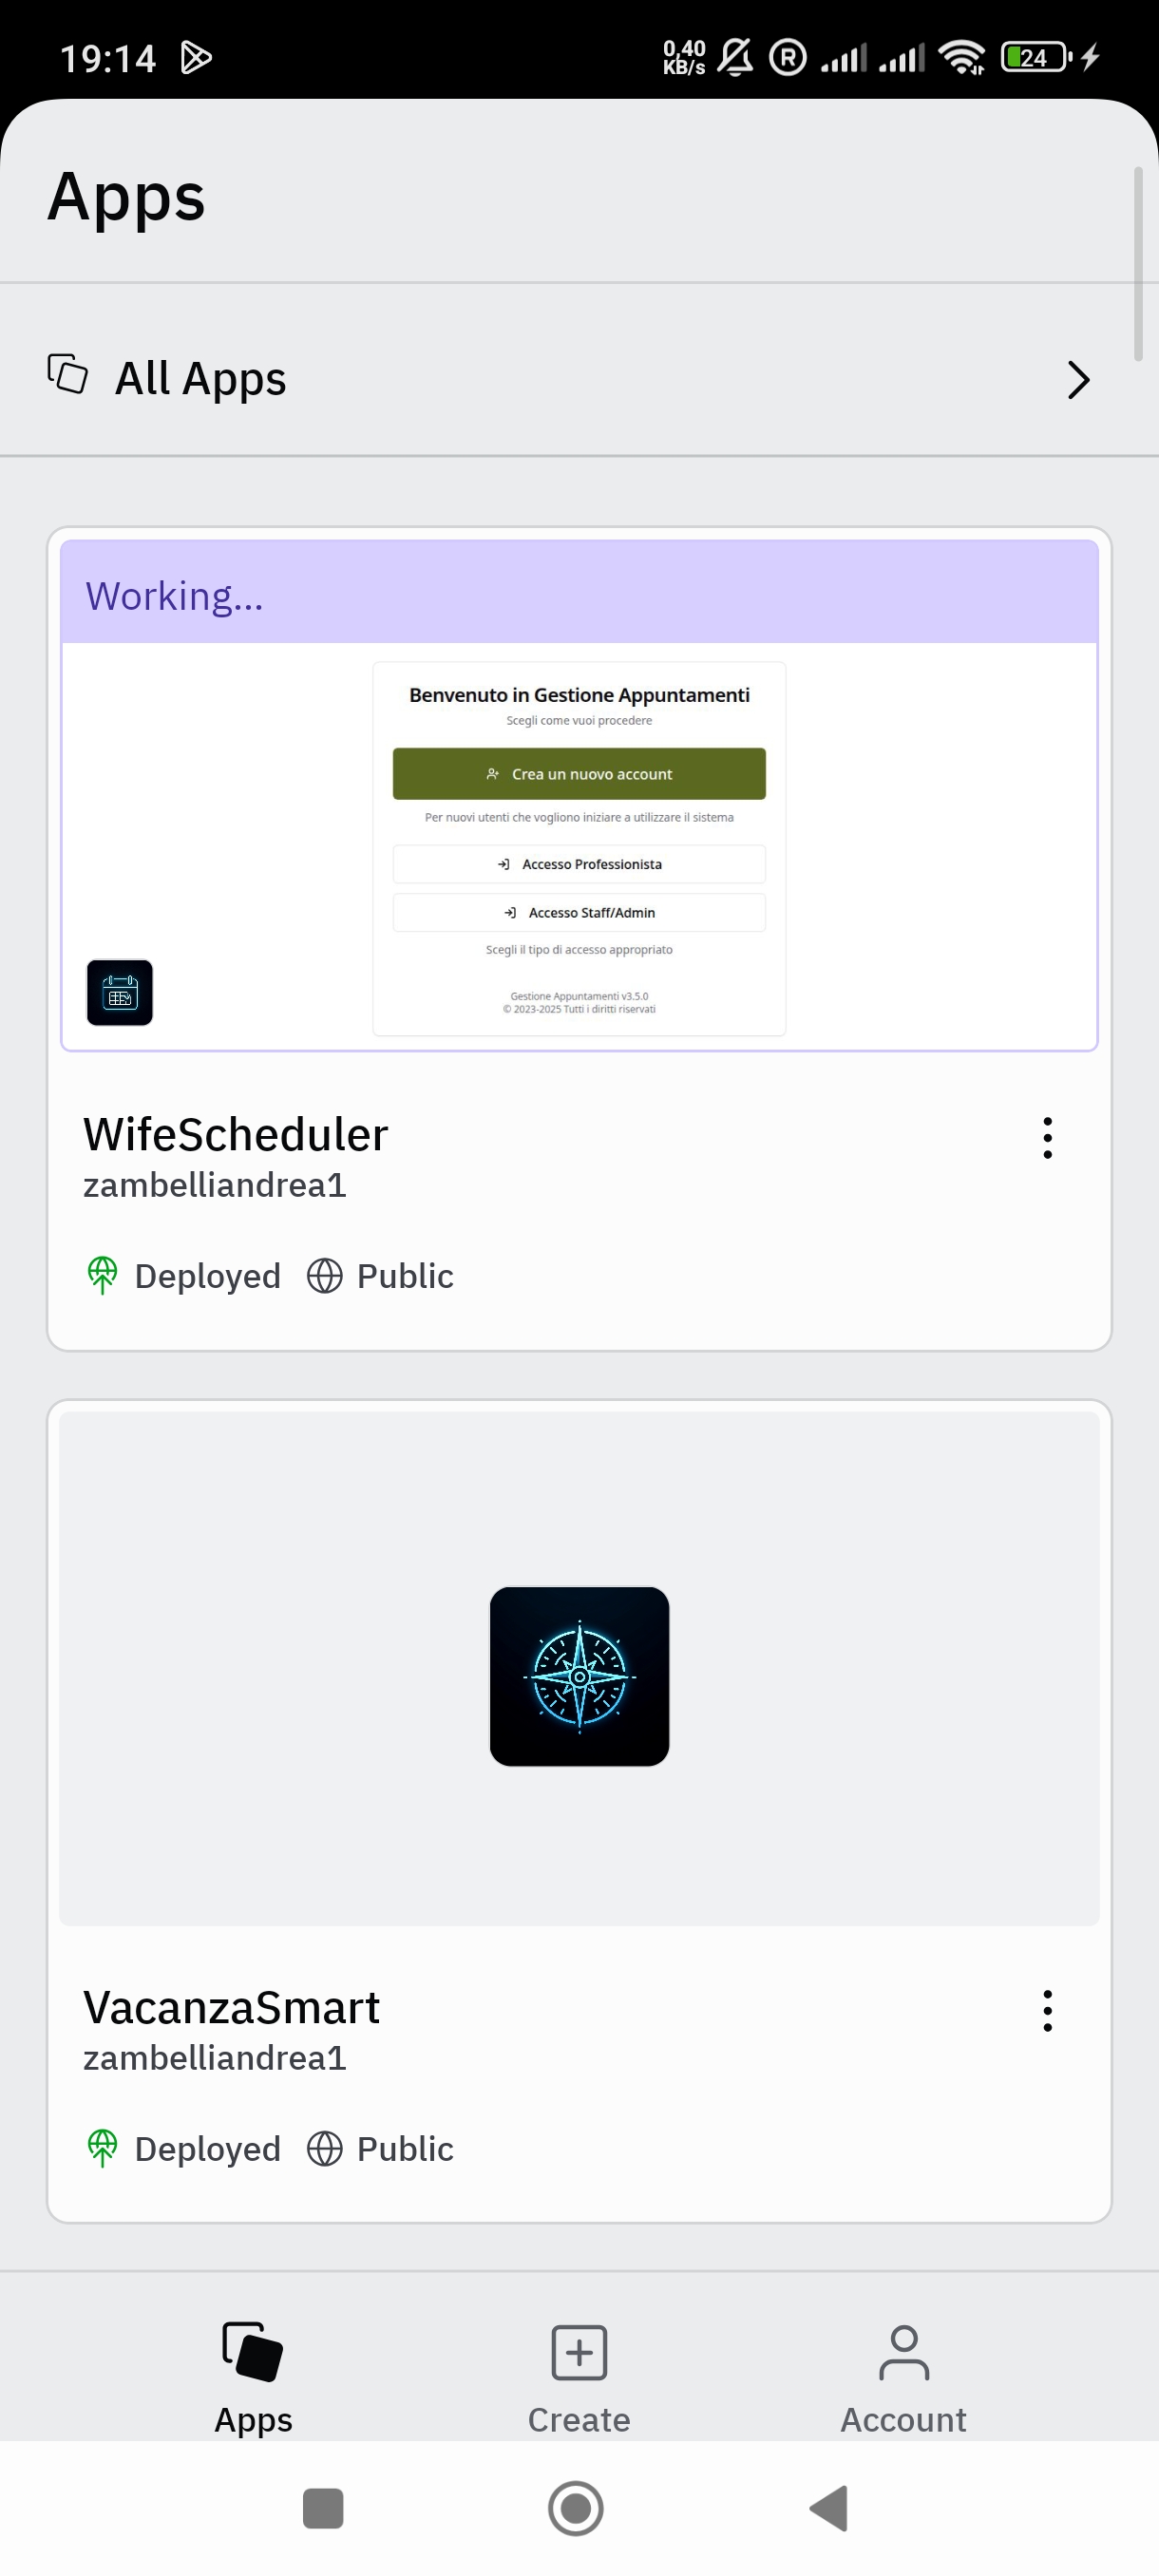 19:14
0,40
KB/s
R
24
Apps
All Apps
Working...
Benvenuto in Gestione Appuntamenti
Scegli come vuoi procedere
Crea un nuovo account
Per nuovi utenti che vogliono iniziare a utilizzare il sistema
Accesso Professionista
Accesso Staff/Admin
Scegli il tipo di accesso appropriato
Gestione Appuntamenti v3.5.0
© 2023-2025 Tutti i diritti riservati
WifeScheduler
zambelliandrea1
Deployed Public
VacanzaSmart
zambelliandrea1
Deployed Public
Apps Create Account